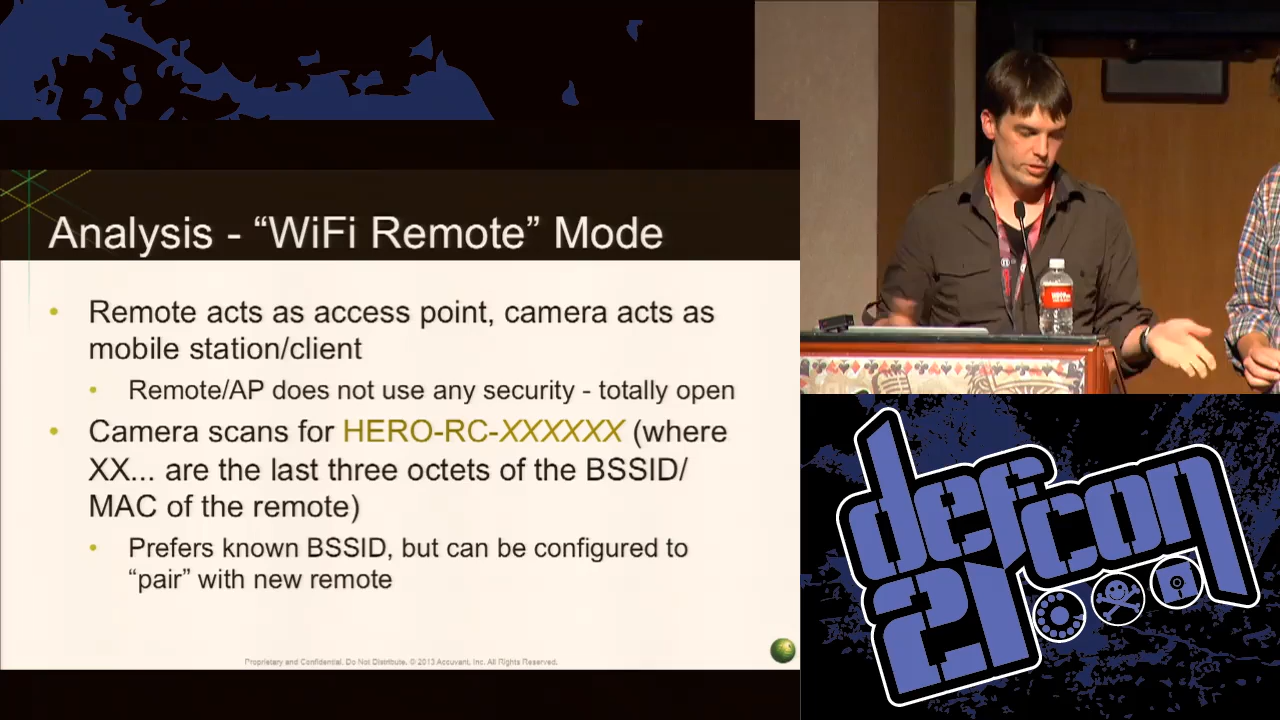 Analysis - “WiFi Remote” Mode
• Remote acts as access point, camera acts as
mobile station/client
• Remote/AP does not use any security - totally open
• Camera scans for HERO-RC-XXXXXX (where
XX... are the last three octets of the BSSID/
MAC of the remote)
• Prefers known BSSID, but can be configured to
“pair” with new remote
Proprietary and Confidential. Do Not Distribute. © 2013 Accuvant, Inc. All Rights Reserved.
defcon
21